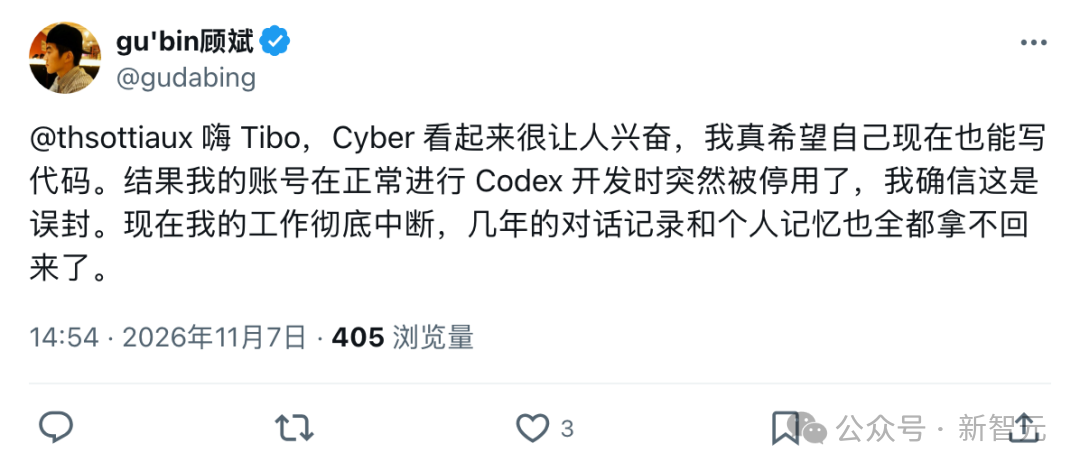 gu'bin顾斌
@gudabing
@thsottiaux 嗨 Tibo，Cyber 看起来很让人兴奋，我真希望自己现在也能写
代码。结果我的账号在正常进行 Codex 开发时突然被停用了，我确信这是
误封。现在我的工作彻底中断，几年的对话记录和个人记忆也全都拿不回
来了。
14:54 · 2026年11月7日 · 405 浏览量
3
公众号 · 新智元